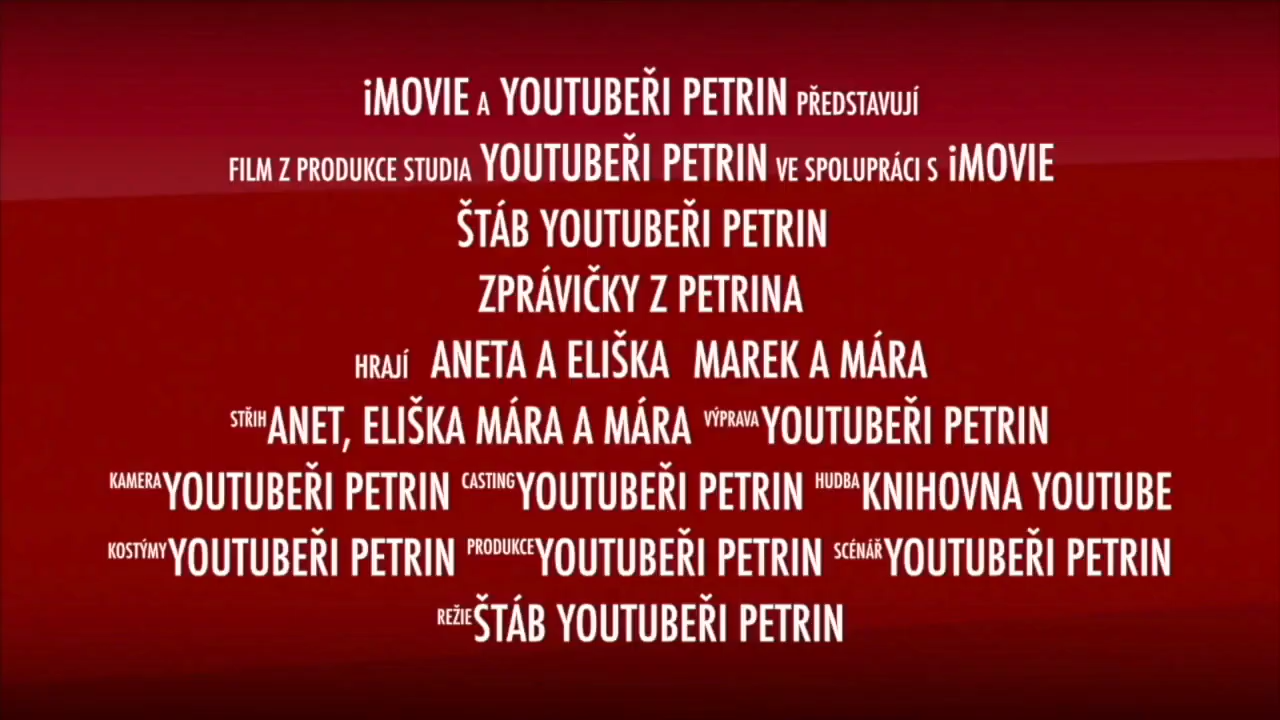 iMOVIE A YOUTUBEŘI PETRIN PŘEDSTAVUJÍ
FILM Z PRODUKCE STUDIA YOUTUBEŘI PETRIN VE SPOLUPRÁCI S iMOVIE
ŠTÁB YOUTUBEŘI PETRIN
ZPRÁVIČKY Z PETRINA
HRAJÍ ANETA A ELIŠKA MAREK A MÁRA
STŘIH ANET, ELIŠKA MÁRA A MÁRA VÝPRAVA YOUTUBEŘI PETRIN
KAMERA YOUTUBEŘI PETRIN CASTING YOUTUBEŘI PETRIN HUDBA KNIHOVNA YOUTUBE
KOSTÝMY YOUTUBEŘI PETRIN PRODUKCE YOUTUBEŘI PETRIN SCÉNÁŘ YOUTUBEŘI PETRIN
REŽIE ŠTÁB YOUTUBEŘI PETRIN